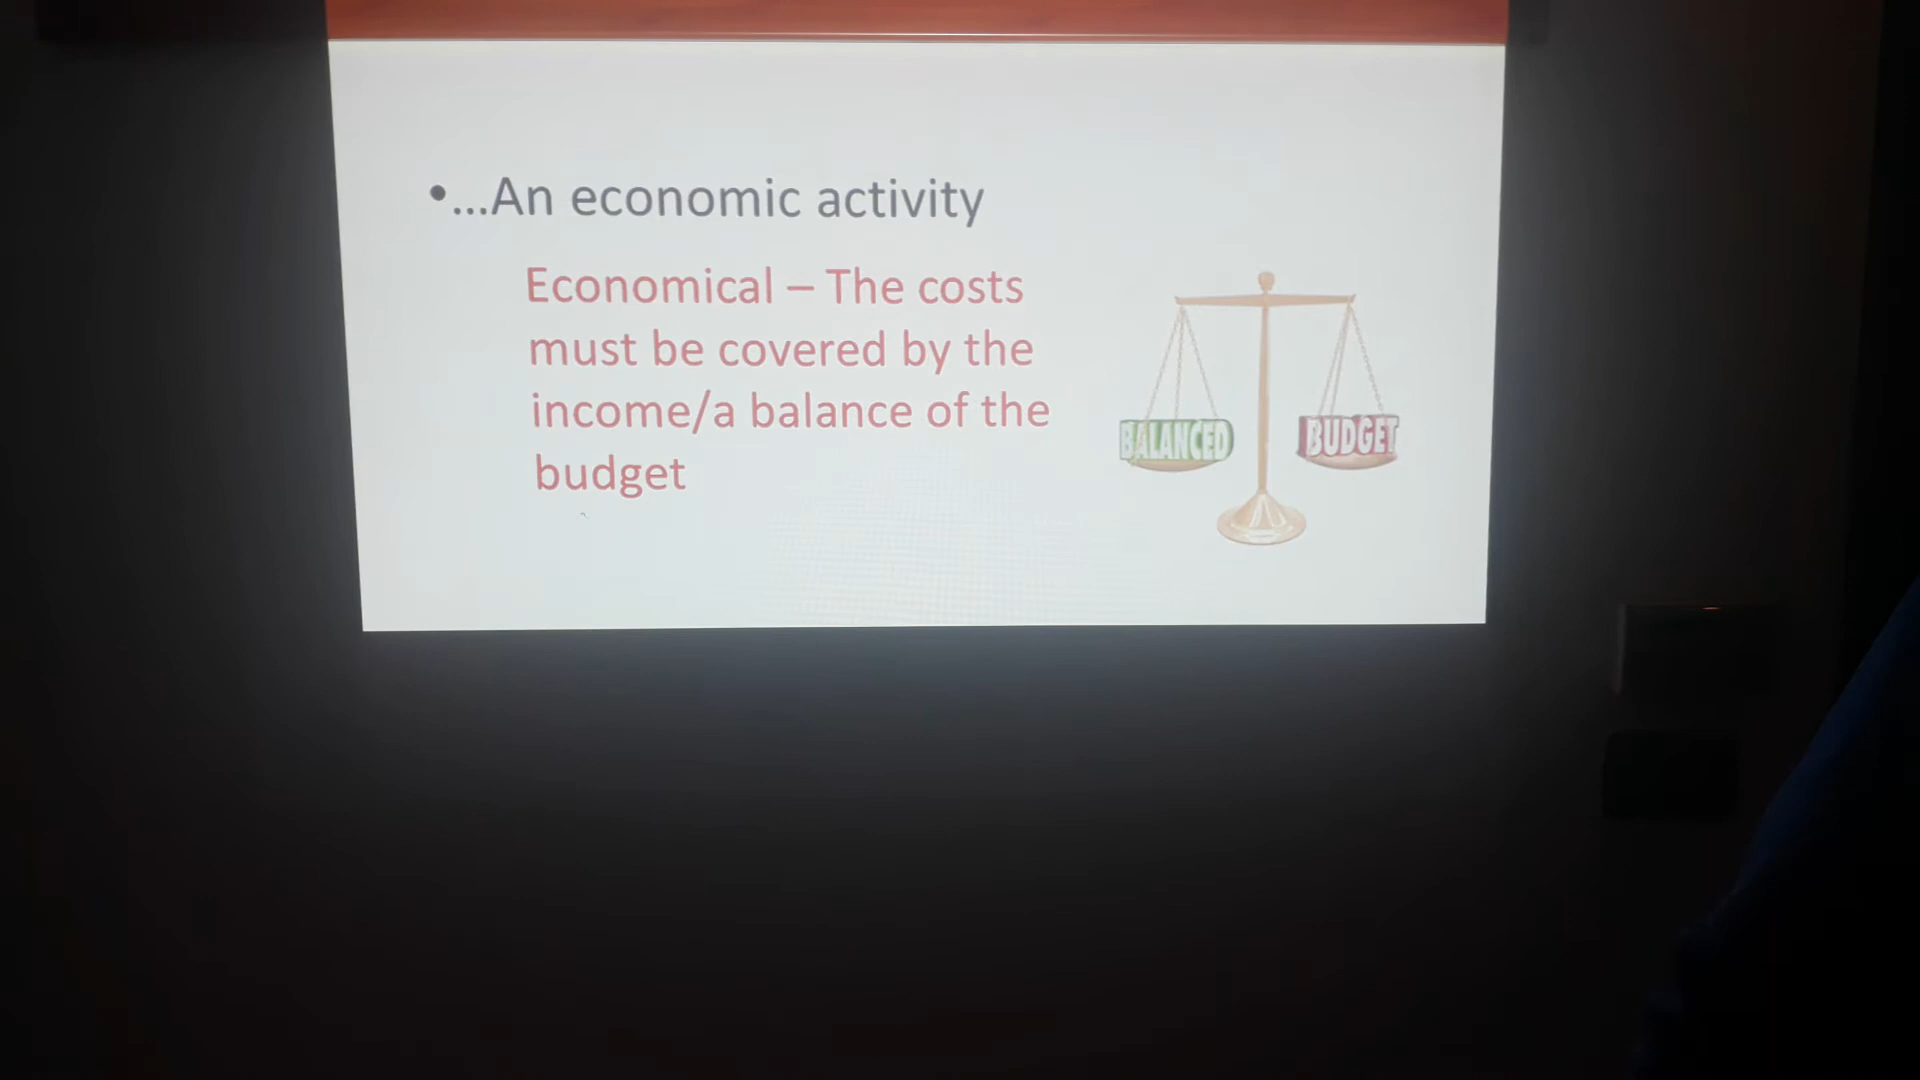 •...An economic activity
Economical – The costs
must be covered by the
income/a balance of the
budget
BALANCED
BUDGET